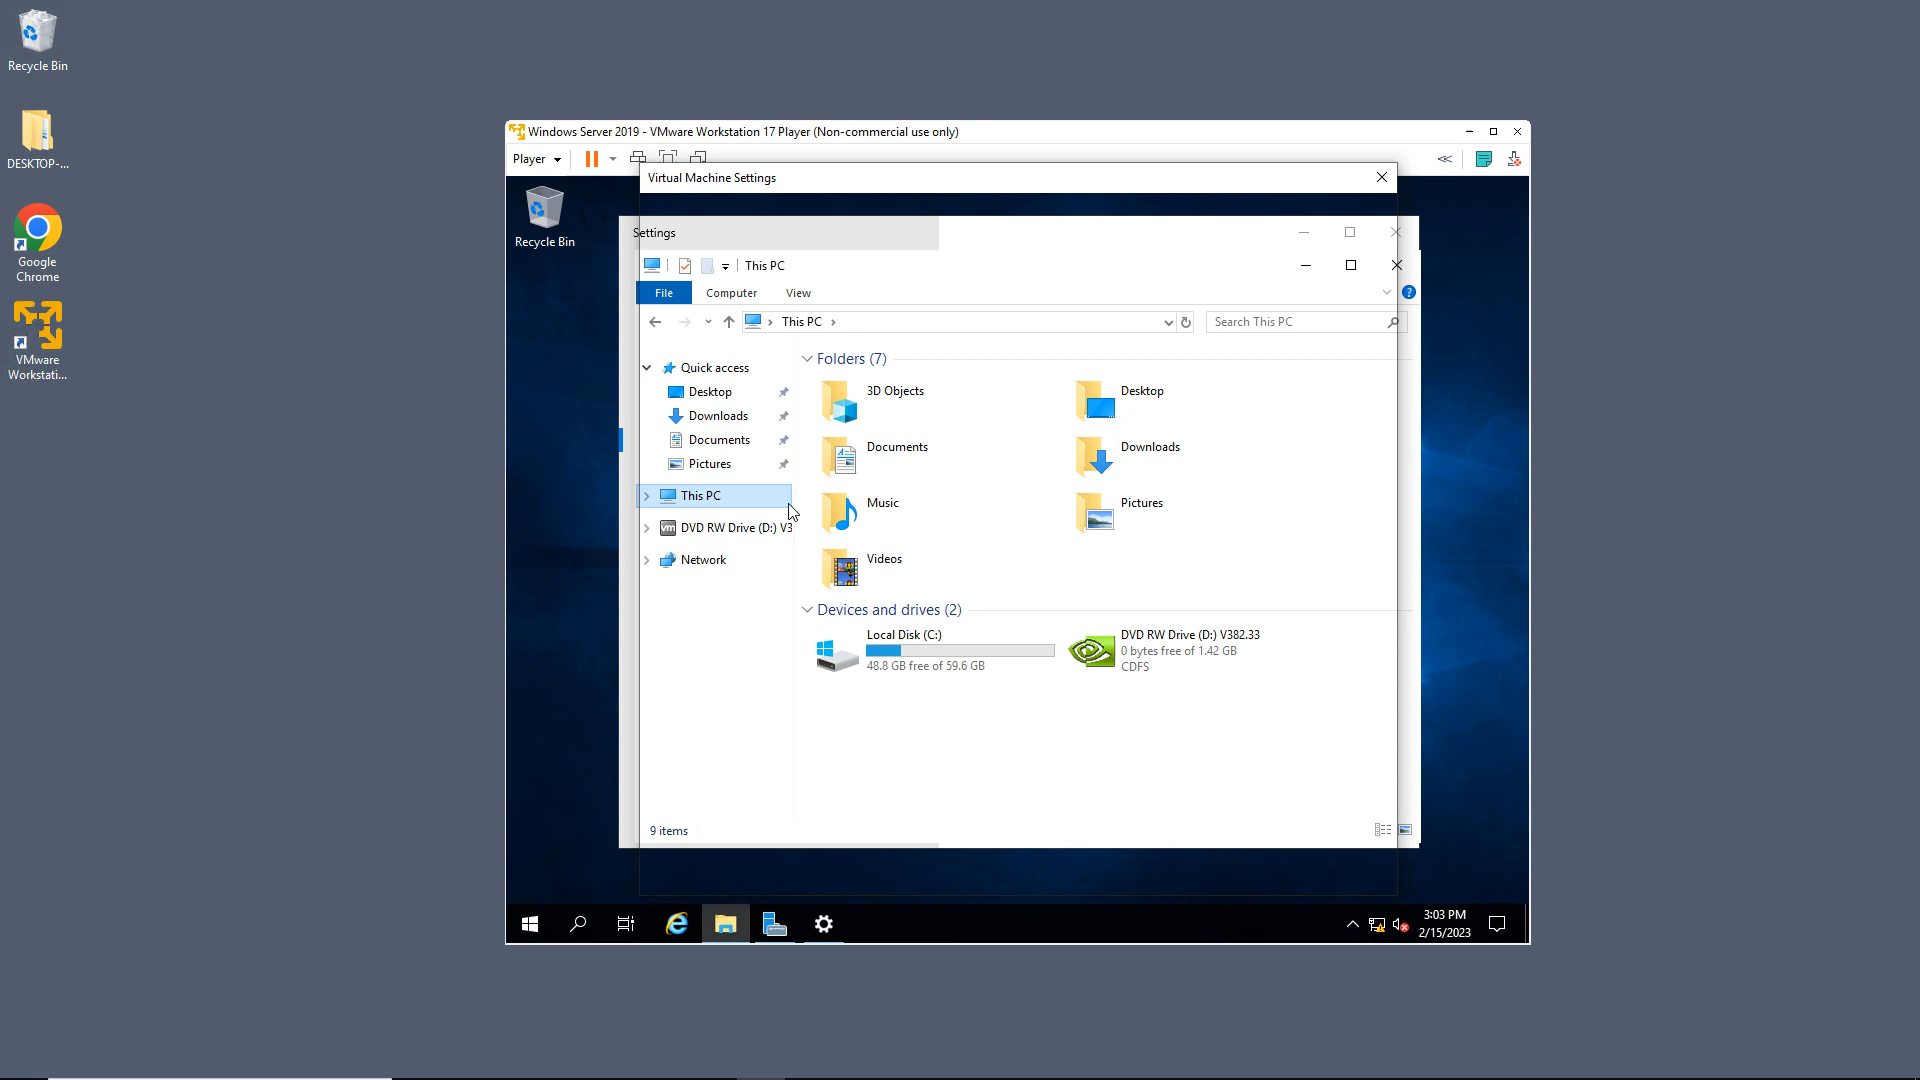 Recycle Bin
DESKTOP-...
Google
Chrome
VMware
Workstati...
Windows Server 2019 - VMware Workstation 17 Player (Non-commercial use only)
Player
Virtual Machine Settings
Recycle Bin
Settings
This PC
File
Computer
View
This PC
Search This PC
Quick access
Desktop
Downloads
Documents
Pictures
This PC
DVD RW Drive (D:) V3
Network
Folders (7)
3D Objects
Desktop
Documents
Downloads
Music
Pictures
Videos
Devices and drives (2)
Local Disk (C:)
48.8 GB free of 59.6 GB
DVD RW Drive (D:) V382.33
0 bytes free of 1.42 GB
CDFS
9 items
3:03 PM
2/15/2023